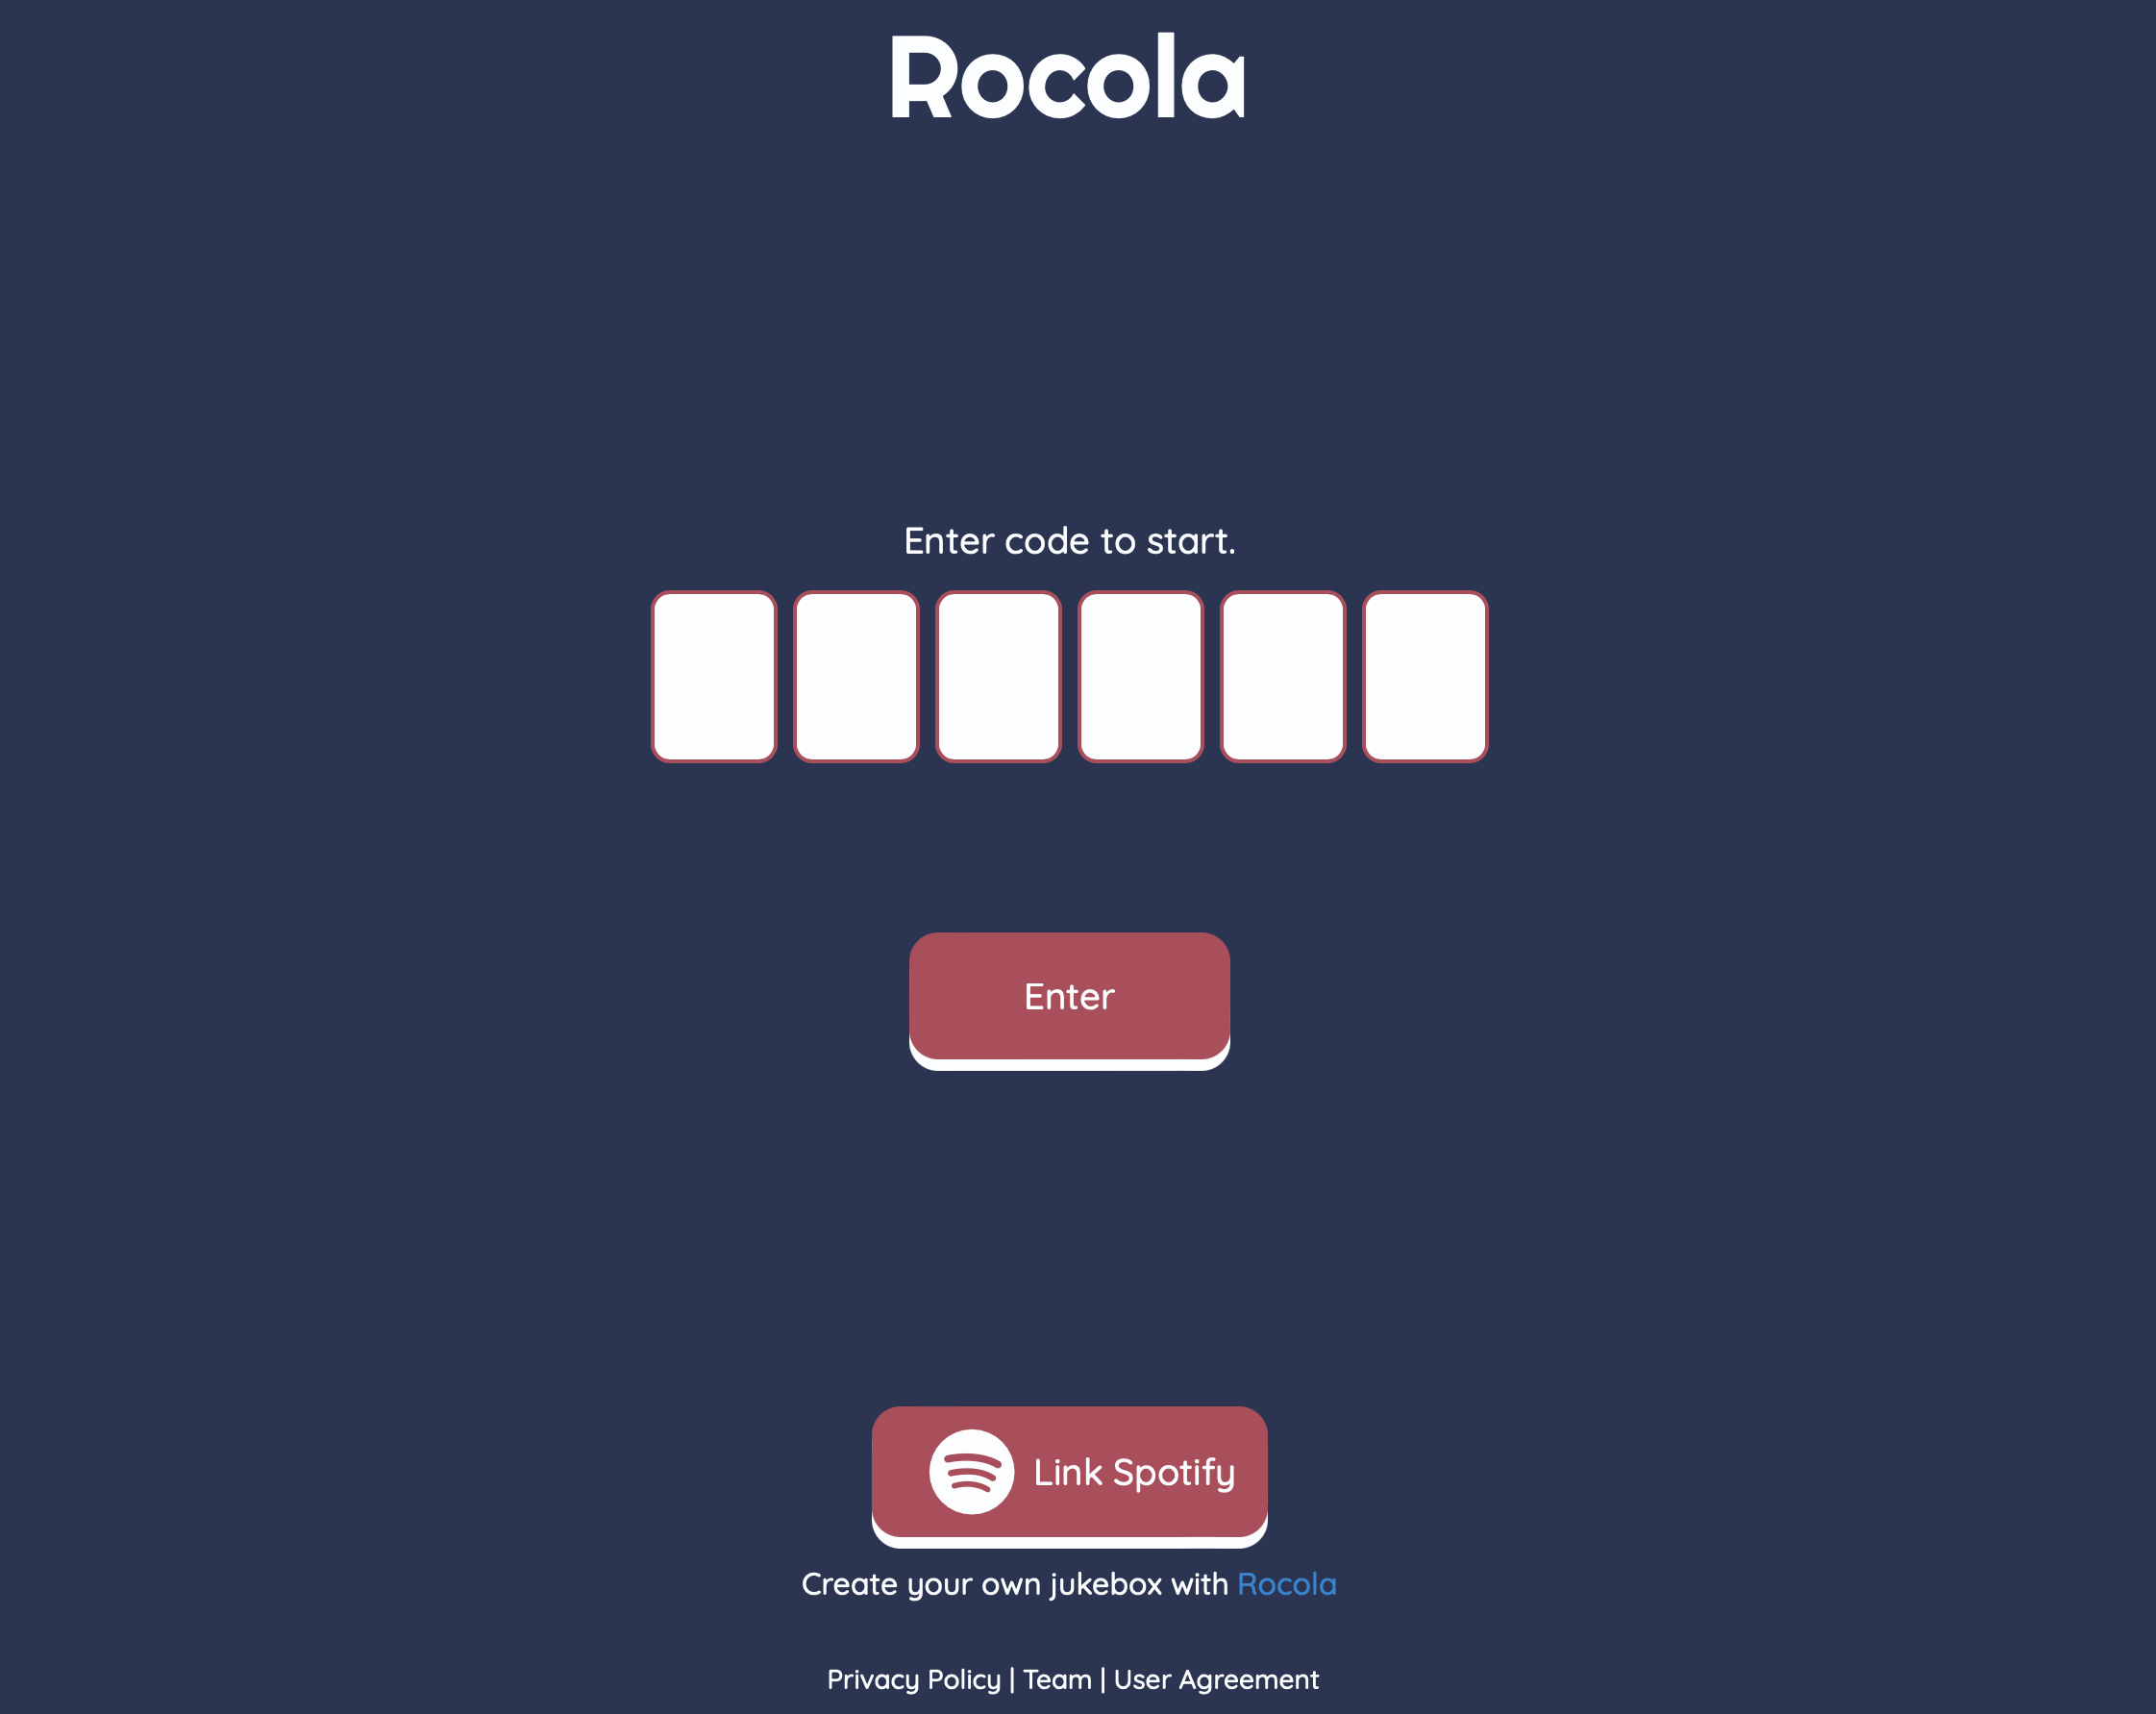 Rocola
Enter code to start.
Enter
Link Spotify
Create your own jukebox with Rocola
Privacy Policy | Team | User Agreement